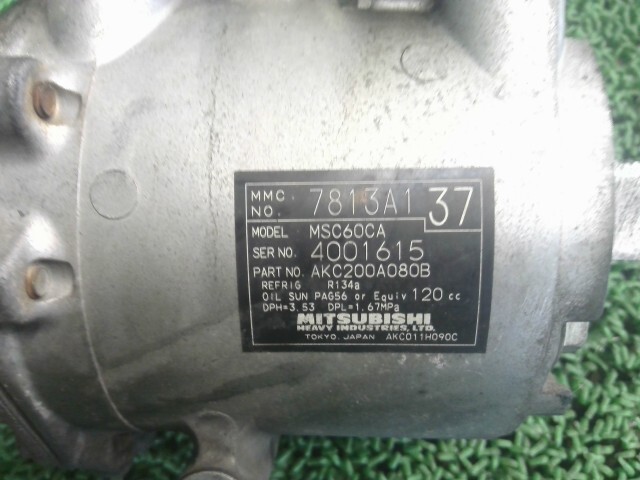 MMC NO. 7813A1 37
MODEL MSC60CA
SER NO. 4001615
PART NO. AKC200A080B
REFRIG R134a
OIL SUN PAG56 or Equiv 120 cc
DPH=3.53 DPL=1.67MPa
MITSUBISHI
HEAVY INDUSTRIES, LTD.
TOKYO. JAPAN AKC011H090C